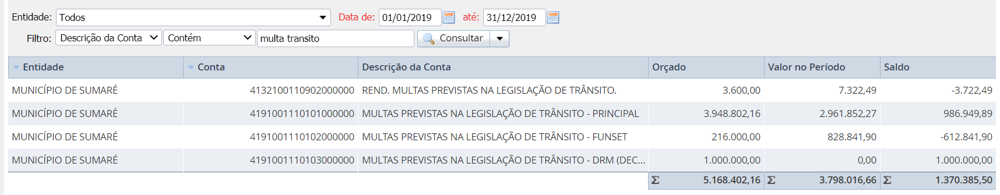 Entidade: Todos Data de: 01/01/2019 até: 31/12/2019
Filtro: Descrição da Conta Contém multa transito Consultar
Entidade Conta Descrição da Conta Orçado Valor no Período Saldo
MUNICÍPIO DE SUMARÉ 4132100110902000000 REND. MULTAS PREVISTAS NA LEGISLAÇÃO DE TRÂNSITO. 3.600,00 7.322,49 -3.722,49
MUNICÍPIO DE SUMARÉ 4191001110101000000 MULTAS PREVISTAS NA LEGISLAÇÃO DE TRÂNSITO - PRINCIPAL 3.948.802,16 2.961.852,27 986.949,89
MUNICÍPIO DE SUMARÉ 4191001110102000000 MULTAS PREVISTAS NA LEGISLAÇÃO DE TRÂNSITO - FUNSET 216.000,00 828.841,90 -612.841,90
MUNICÍPIO DE SUMARÉ 4191001110103000000 MULTAS PREVISTAS NA LEGISLAÇÃO DE TRÂNSITO - DRM (DEC... 1.000.000,00 0,00 1.000.000,00
Σ 5.168.402,16 Σ 3.798.016,66 Σ 1.370.385,50